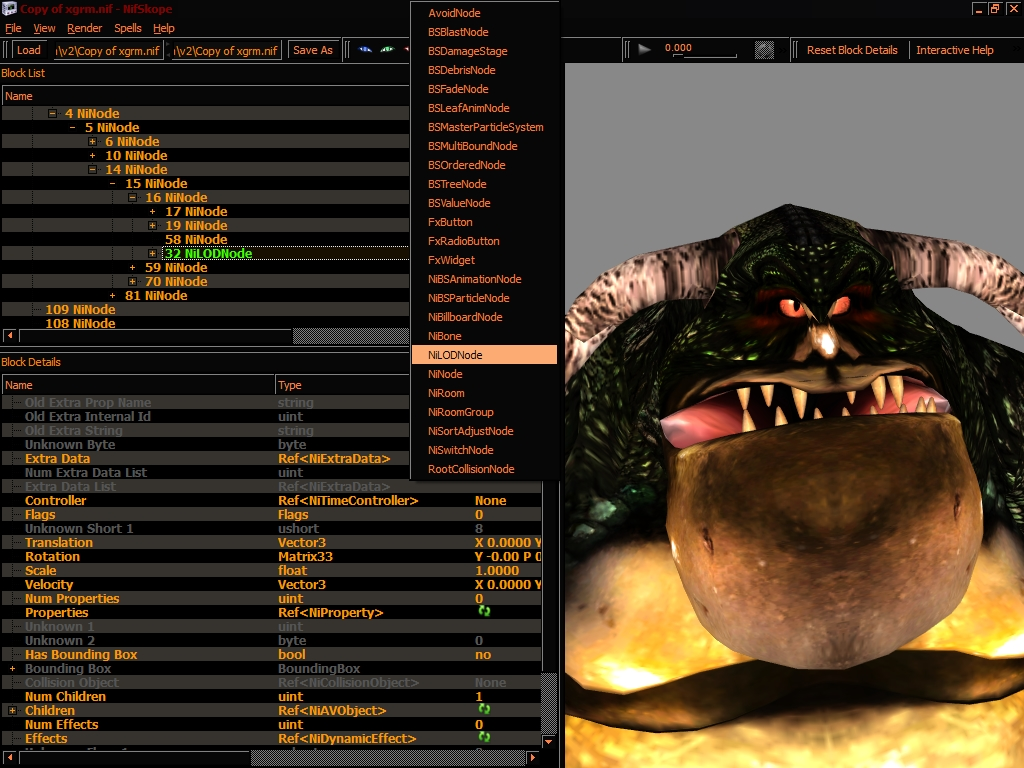 Copy of xgrm.nif - NifSkope
File View Render Spells Help
Load \v2\Copy of xgrm.nif \v2\Copy of xgrm.nif Save As 0.000 Reset Block Details Interactive Help
Block List
Name
4 NiNode
5 NiNode
6 NiNode
10 NiNode
14 NiNode
15 NiNode
16 NiNode
17 NiNode
19 NiNode
58 NiNode
32 NiLODNode
59 NiNode
70 NiNode
81 NiNode
109 NiNode
108 NiNode
AvoidNode
BSBlastNode
BSDamageStage
BSDebrisNode
BSFadeNode
BSLeafAnimNode
BSMasterParticleSystem
BSMultiBoundNode
BSOrderedNode
BSTreeNode
BSValueNode
FxButton
FxRadioButton
FxWidget
NiBSAnimationNode
NiBSParticleNode
NiBillboardNode
NiBone
NiLODNode
NiNode
NiRoom
NiRoomGroup
NiSortAdjustNode
NiSwitchNode
RootCollisionNode
Block Details
Name Type
Old Extra Prop Name string
Old Extra Internal Id uint
Old Extra String string
Unknown Byte byte
Extra Data Ref<NiExtraData>
Num Extra Data List uint
Extra Data List Ref<NiExtraData>
Controller Ref<NiTimeController> None
Flags Flags 0
Unknown Short 1 ushort 8
Translation Vector3 X 0.0000 Y
Rotation Matrix33 Y -0.00 P 0
Scale float 1.0000
Velocity Vector3 X 0.0000 Y
Num Properties uint 0
Properties Ref<NiProperty>
Unknown 1 uint
Unknown 2 byte 0
Has Bounding Box bool no
Bounding Box BoundingBox
Collision Object Ref<NiCollisionObject> None
Num Children uint 1
Children Ref<NiAVObject>
Num Effects uint 0
Effects Ref<NiDynamicEffect>